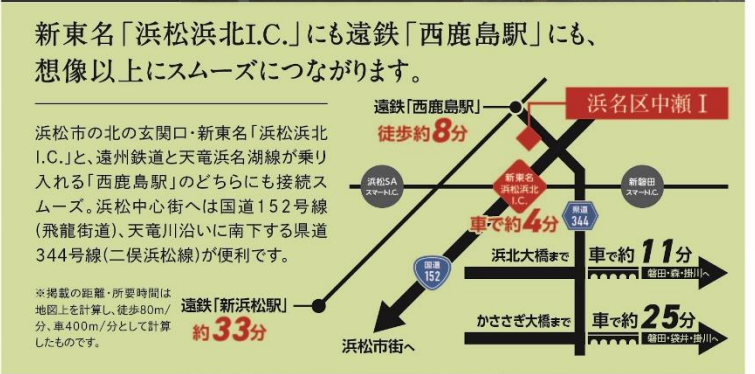 新東名「浜松浜北I.C.」にも遠鉄「西鹿島駅」にも、
想像以上にスムーズにつながります。
浜松市の北の玄関口・新東名「浜松浜北
I.C.」と、遠州鉄道と天竜浜名湖線が乗り
入れる「西鹿島駅」のどちらにも接続ス
ムーズ。浜松中心街へは国道152号線
(飛龍街道)、天竜川沿いに南下する県道
344号線(二俣浜松線)が便利です。
※掲載の距離・所要時間は
地図上を計算し、徒歩80m/
分、車400m/分として計算
したものです。
遠鉄「西鹿島駅」
徒歩約8分
浜名区中瀬Ⅰ
浜松SA
スマートI.C.
新東名
浜松浜北
I.C.
車で約4分
新磐田
スマートI.C.
県道
344
国道
152
浜北大橋まで
車で約11分
磐田・森・掛川へ
遠鉄「新浜松駅」
約33分
かささぎ大橋まで
車で約25分
磐田・袋井・掛川へ
浜松市街へ